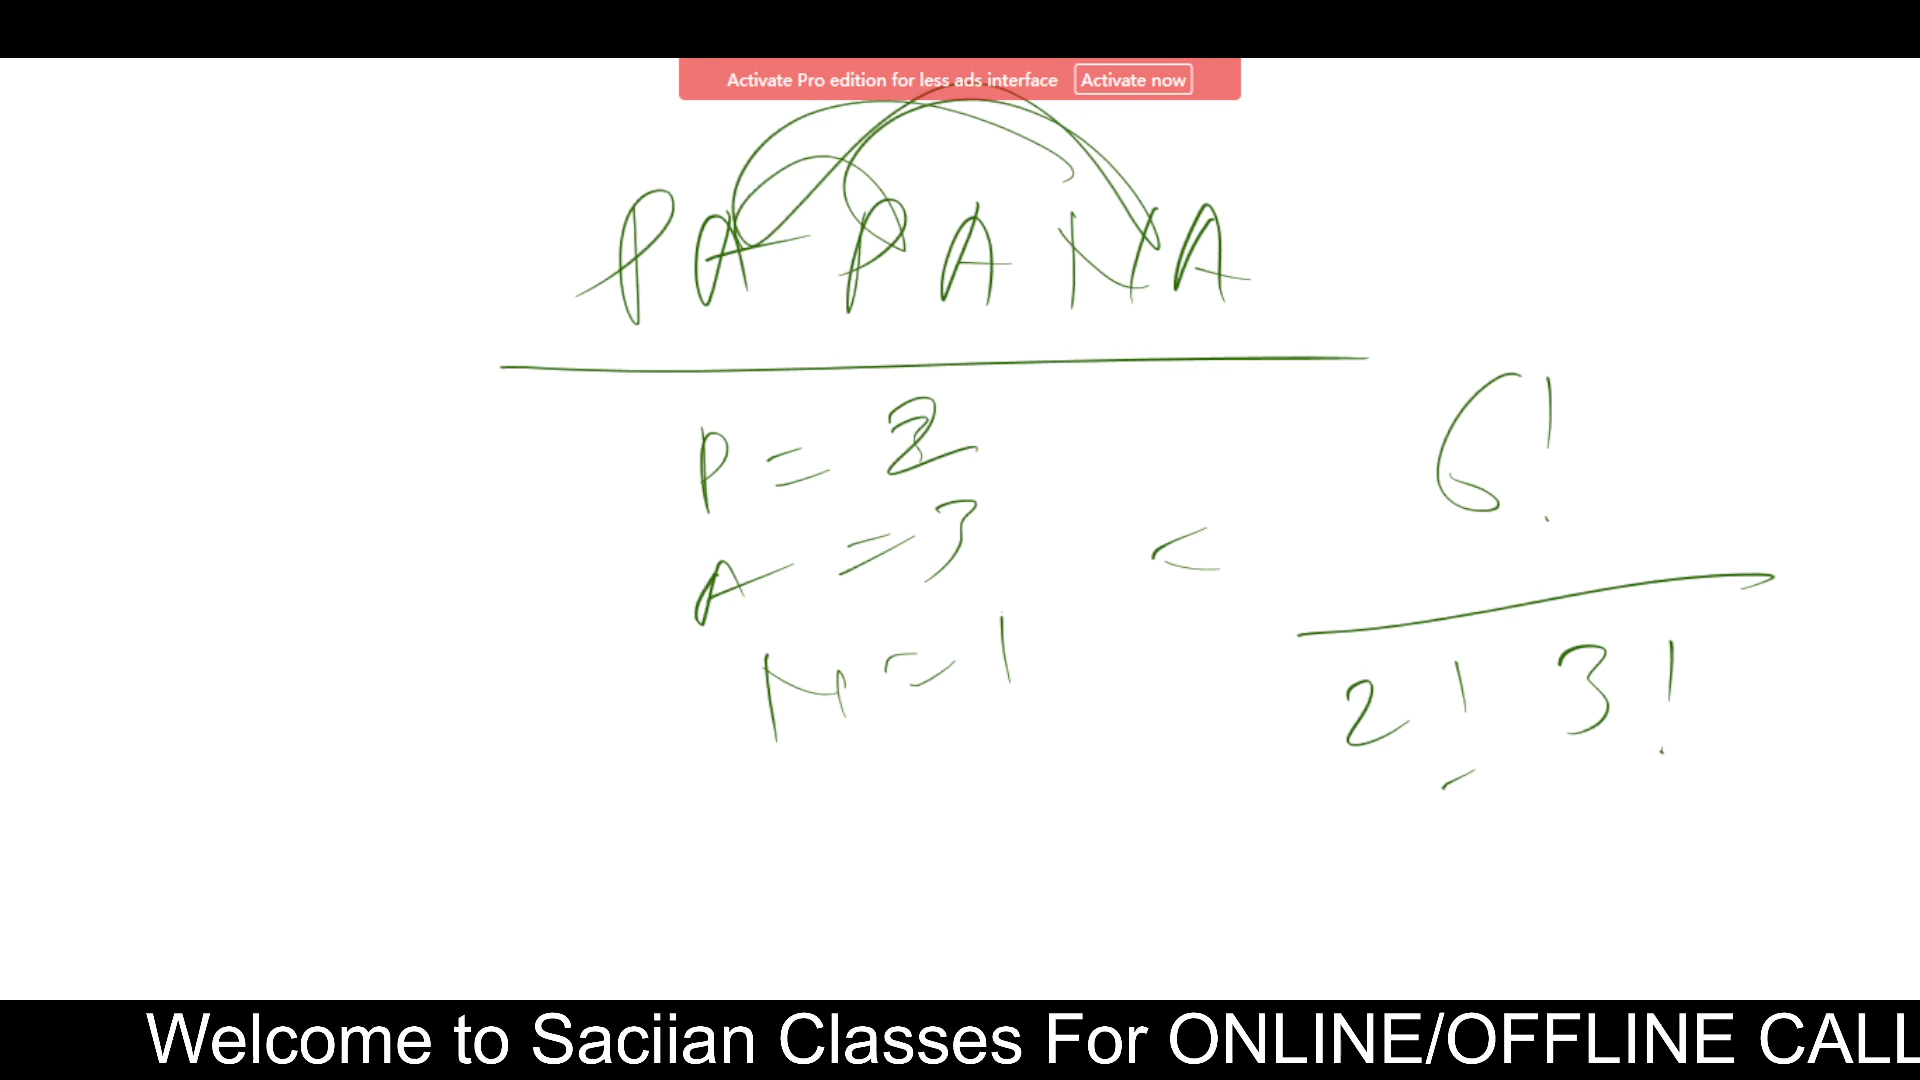 Activate Pro edition for less ads interface Activate now
PAPANA
P = 2
A = 3
N = 1
6!
2! 3!
Welcome to Saciian Classes For ONLINE/OFFLINE CALL